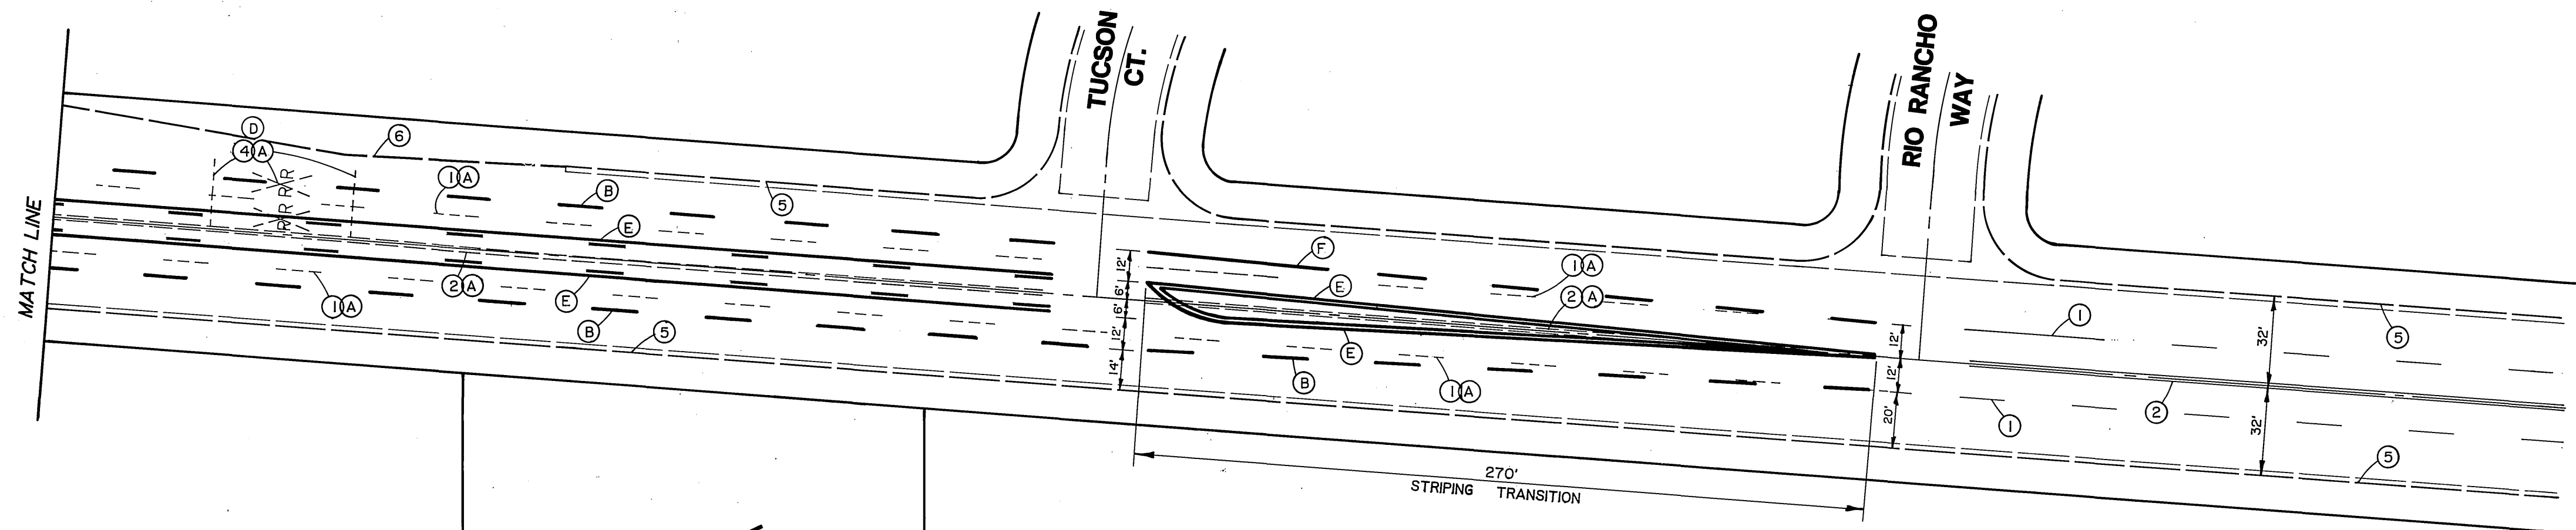 MATCH LINE
D
4 A
6
1 A
B
E
5
1 A
2 A
E
B
5
R R
R R
TUCSON
CT.
12'
6'
6'
12'
14'
F
E
1 A
2 A
E
B
1 A
270'
STRIPING TRANSITION
RIO RANCHO
WAY
12'
12'
20'
1
5
32'
32'
2
1
5